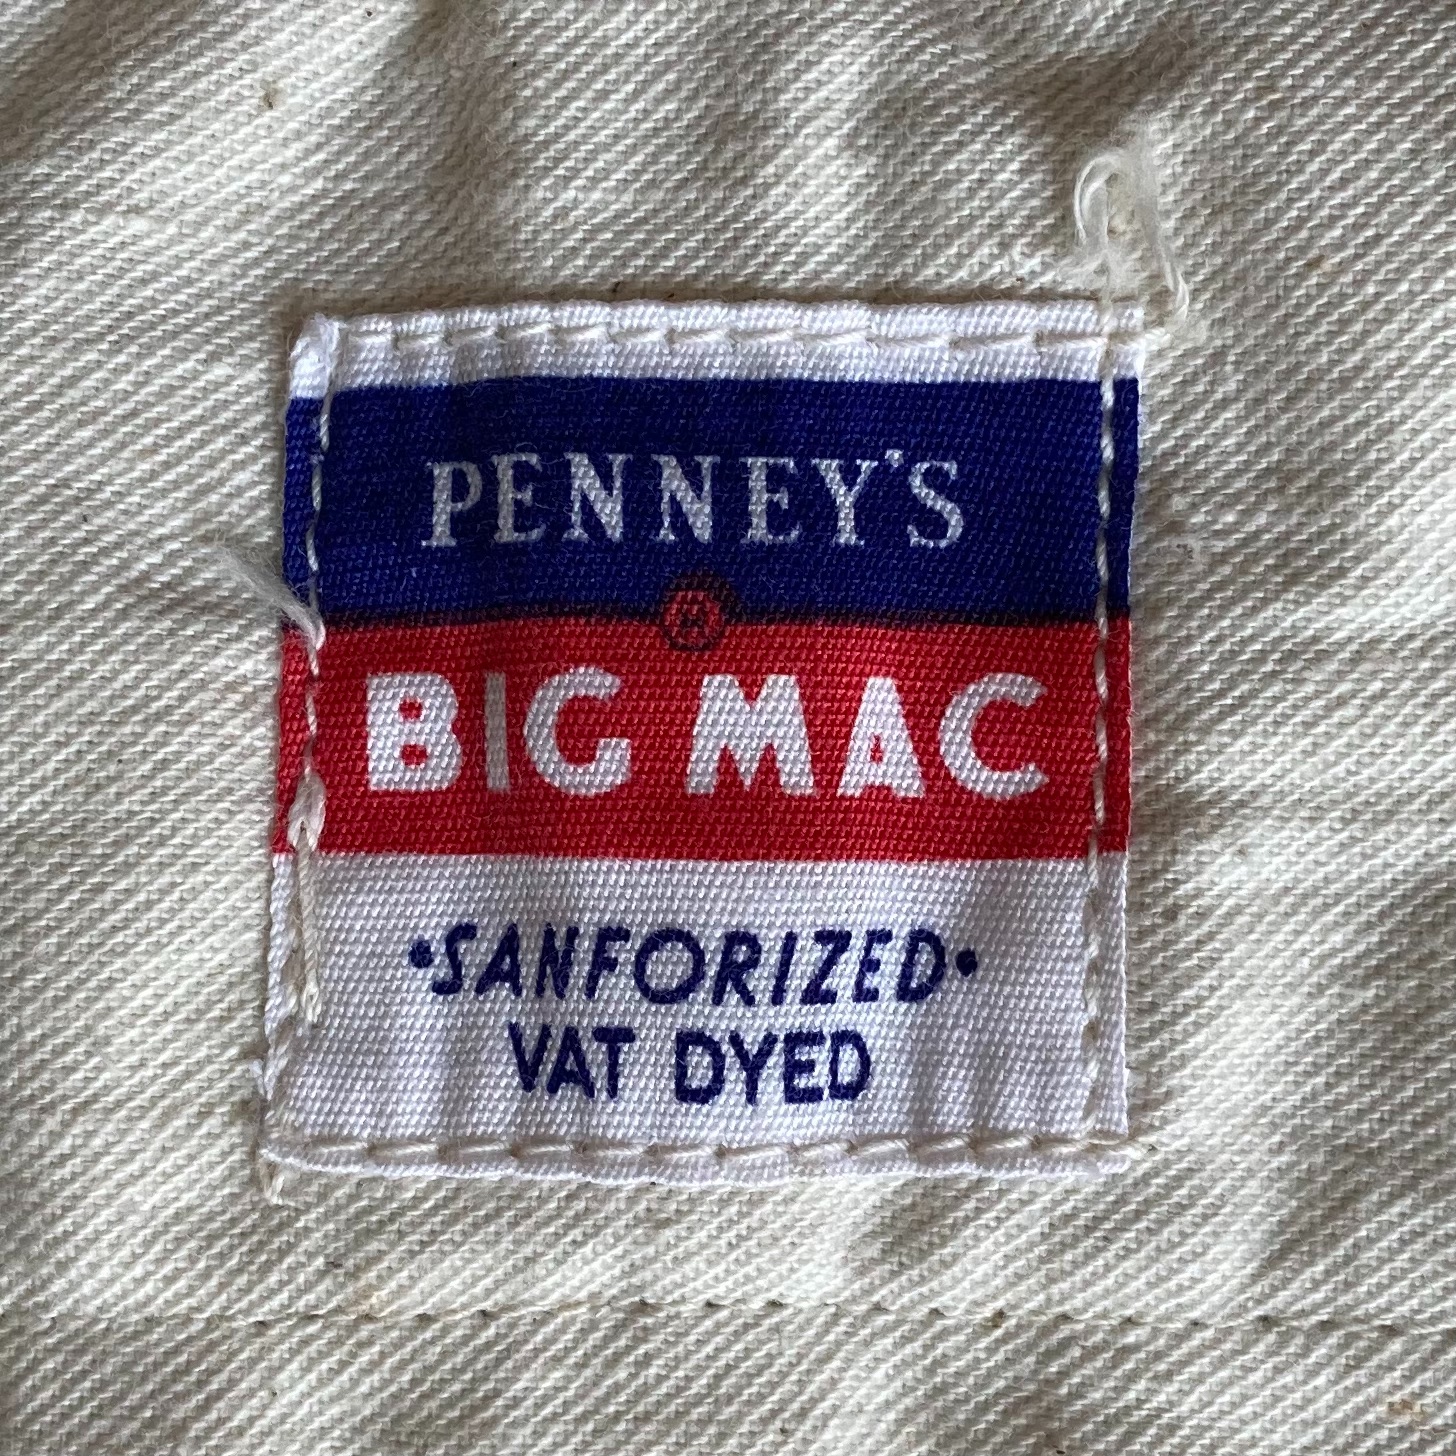 PENNEY'S
BIG MAC
•SANFORIZED•
VAT DYED